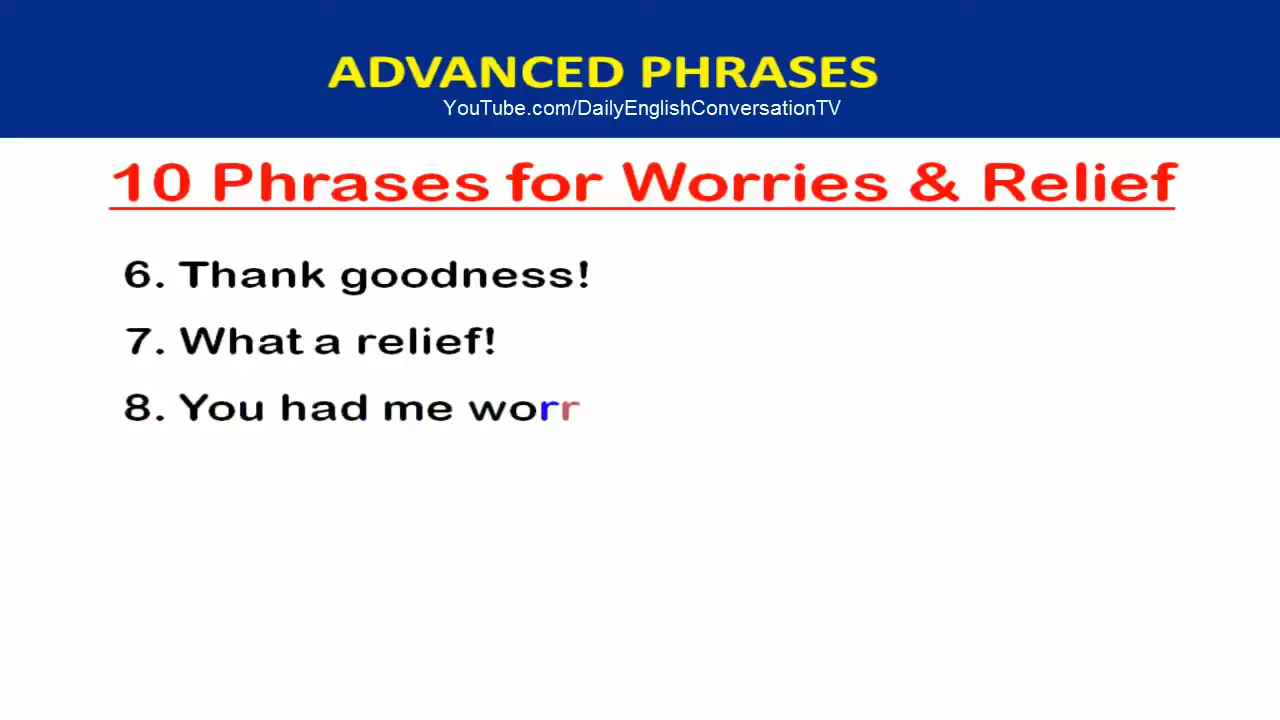 ADVANCED PHRASES
YouTube.com/DailyEnglishConversationTV
10 Phrases for Worries & Relief
6. Thank goodness!
7. What a relief!
8. You had me worr